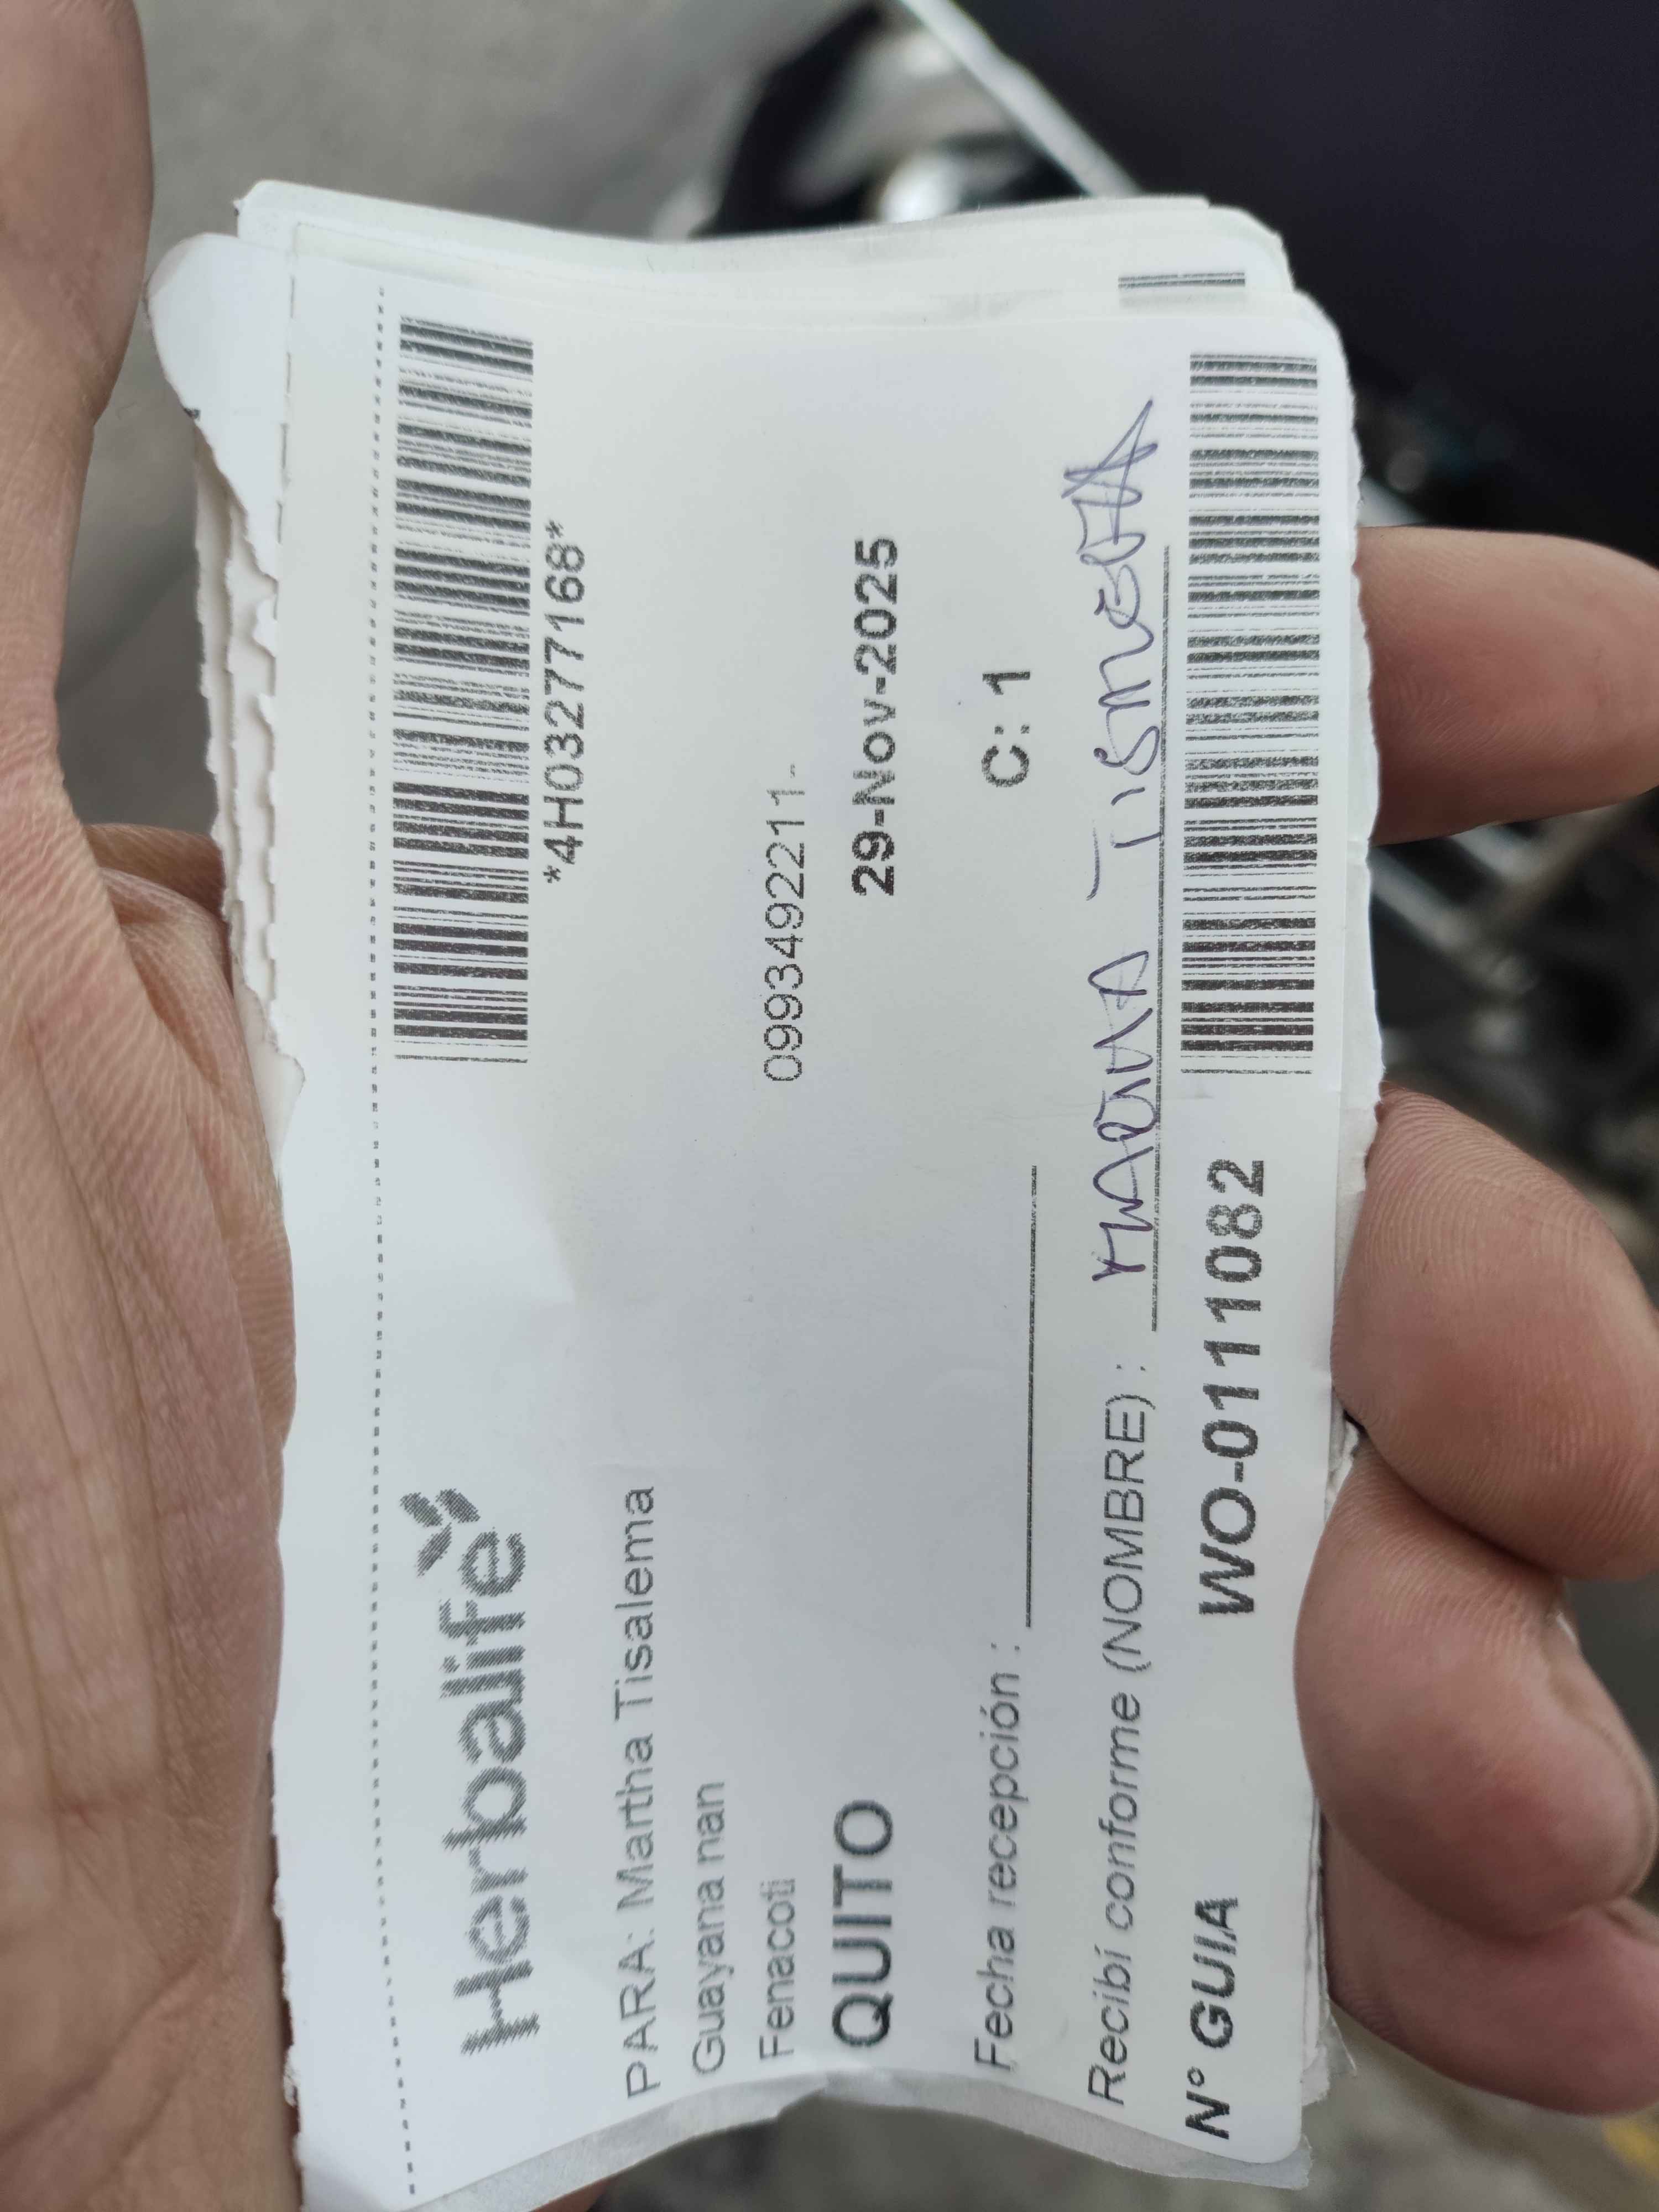 Herbalife
*4H03277168*
PARA: Martha Tisalema
Guayana nan
Fenacoti 0993492211 -
QUITO 29-Nov-2025
Fecha recepción : C: 1
Recibí conforme (NOMBRE) : MARIA
N° GUIA WO-0111082